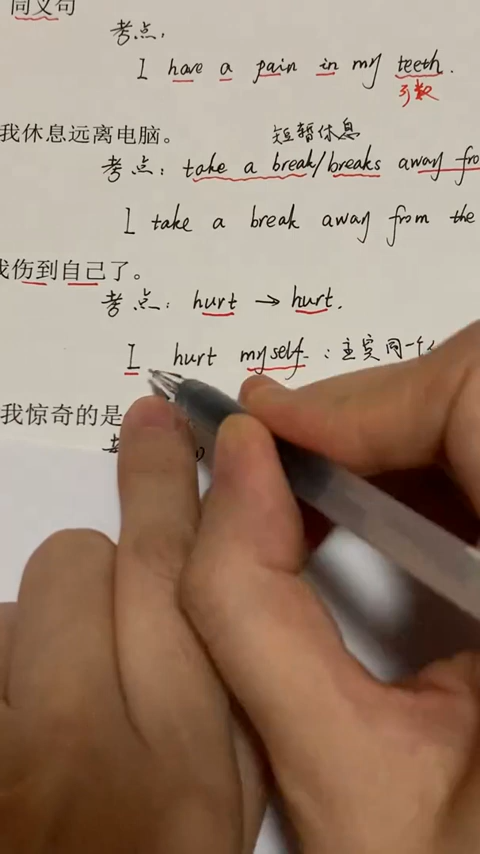 同义句
考点:
I have a pain in my teeth.
复数
我休息远离电脑。
短暂休息
考点: take a break/breaks away fro
I take a break away from the
我伤到自己了。
考点: hurt → hurt.
I hurt myself. : 主宾同一个
我惊奇的是